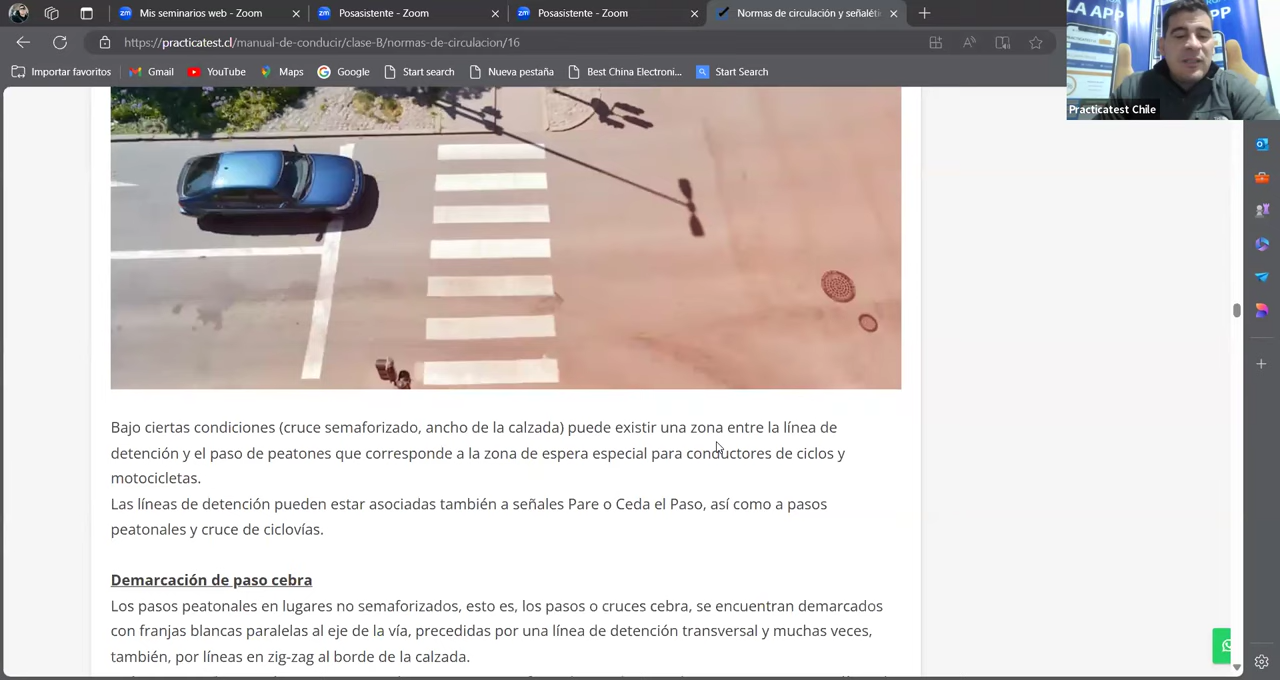 Mis seminarios web - Zoom
Posasistente - Zoom
Posasistente - Zoom
Normas de circulación y señaléti
https://practicatest.cl/manual-de-conducir/clase-B/normas-de-circulacion/16
Importar favoritos
Gmail
YouTube
Maps
Google
Start search
Nueva pestaña
Best China Electroni...
Start Search
LA APP
APP
Practicatest Chile
Bajo ciertas condiciones (cruce semaforizado, ancho de la calzada) puede existir una zona entre la línea de
detención y el paso de peatones que corresponde a la zona de espera especial para conductores de ciclos y
motocicletas.
Las líneas de detención pueden estar asociadas también a señales Pare o Ceda el Paso, así como a pasos
peatonales y cruce de ciclovías.
Demarcación de paso cebra
Los pasos peatonales en lugares no semaforizados, esto es, los pasos o cruces cebra, se encuentran demarcados
con franjas blancas paralelas al eje de la vía, precedidas por una línea de detención transversal y muchas veces,
también, por líneas en zig-zag al borde de la calzada.